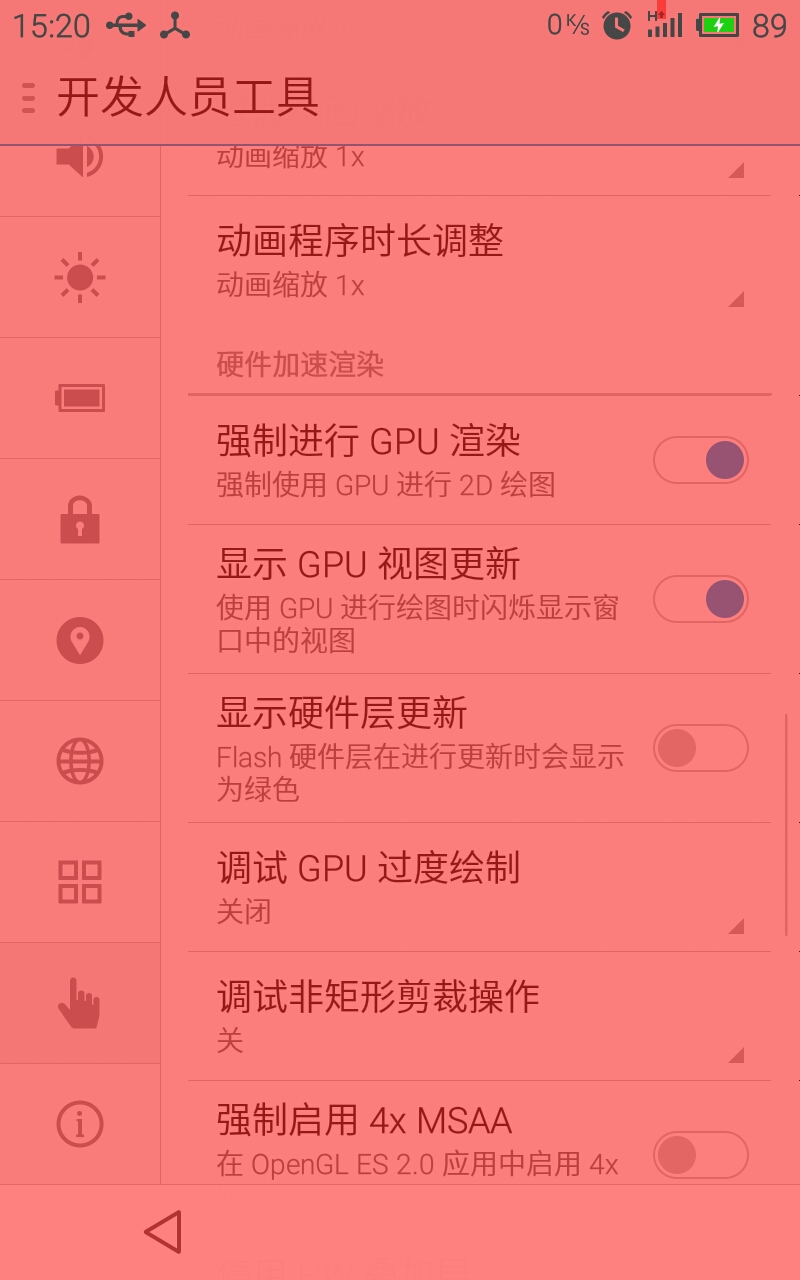 15:20
0 K/s
H
89
开发人员工具
动画缩放 1x
动画程序时长调整
动画缩放 1x
硬件加速渲染
强制进行 GPU 渲染
强制使用 GPU 进行 2D 绘图
显示 GPU 视图更新
使用 GPU 进行绘图时闪烁显示窗
口中的视图
显示硬件层更新
Flash 硬件层在进行更新时会显示
为绿色
调试 GPU 过度绘制
关闭
调试非矩形剪裁操作
关
强制启用 4x MSAA
在 OpenGL ES 2.0 应用中启用 4x